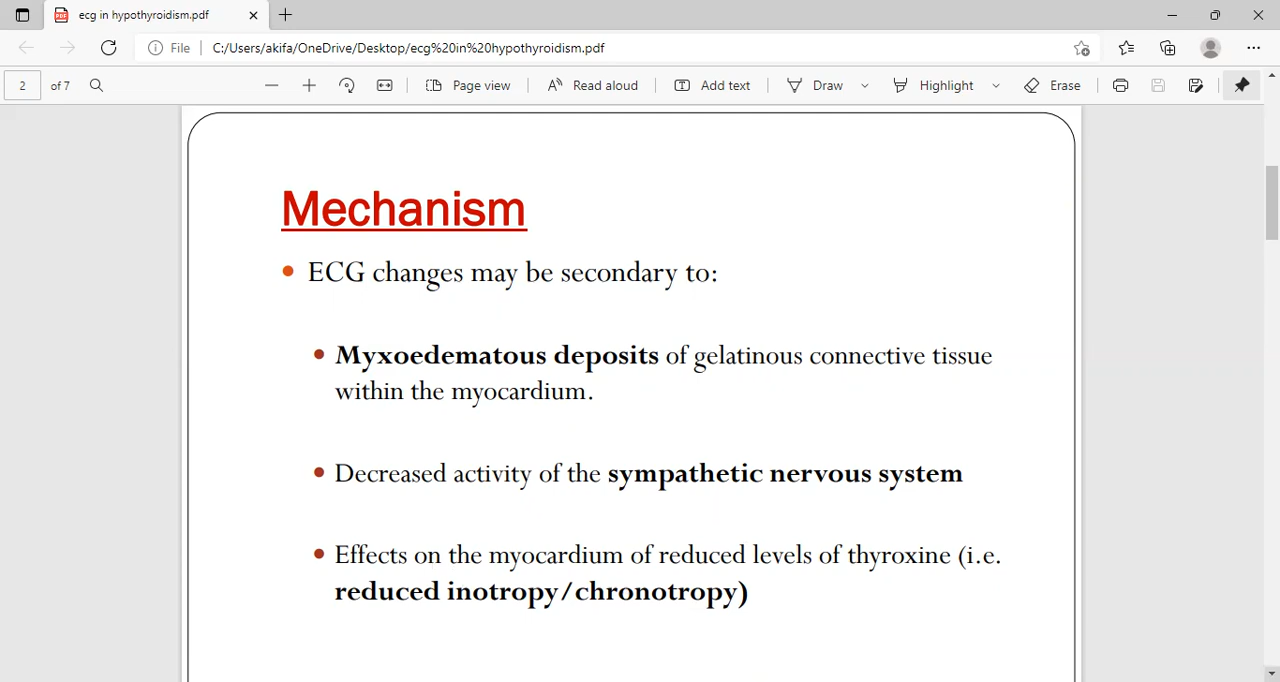 ecg in hypothyroidism.pdf
File C:/Users/akifa/OneDrive/Desktop/ecg%20in%20hypothyroidism.pdf
2 of 7 Page view Read aloud Add text Draw Highlight Erase
Mechanism
• ECG changes may be secondary to:
• Myxoedematous deposits of gelatinous connective tissue
within the myocardium.
• Decreased activity of the sympathetic nervous system
• Effects on the myocardium of reduced levels of thyroxine (i.e.
reduced inotropy/chronotropy)